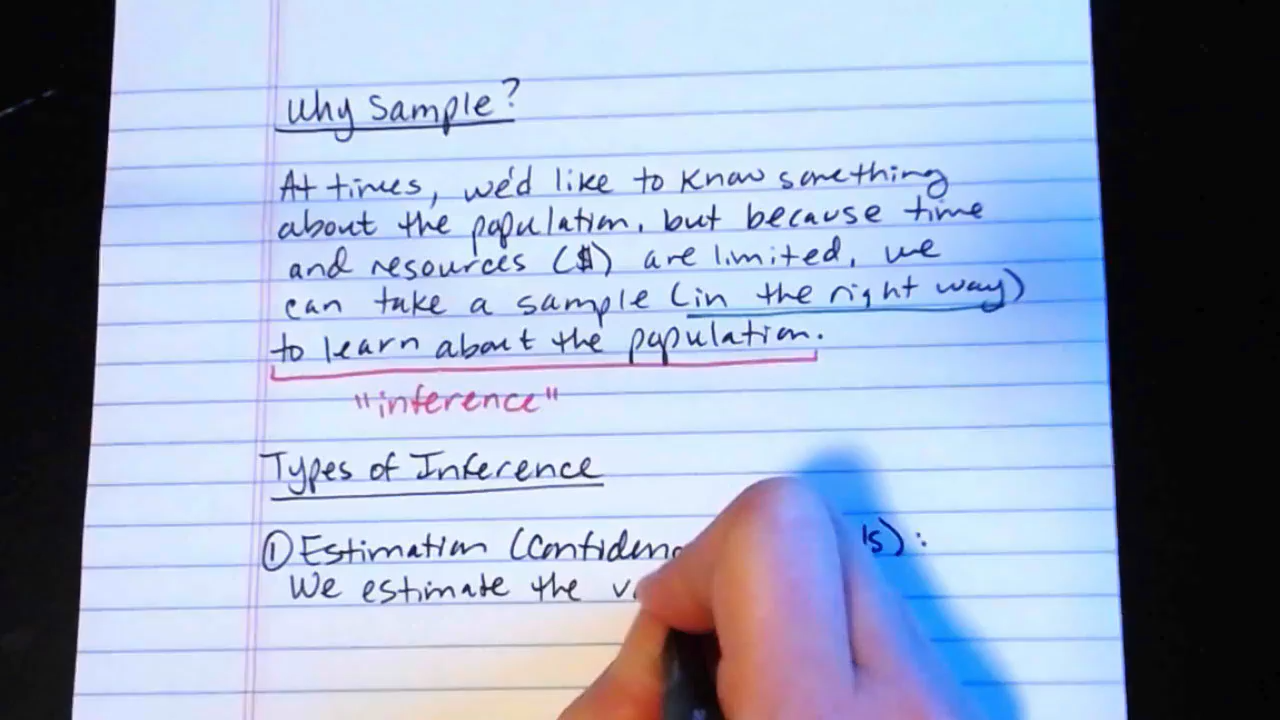 Why Sample?
At times, we'd like to know something
about the population, but because time
and resources ($) are limited, we
can take a sample (in the right way)
to learn about the population.
"inference"
Types of Inference
① Estimation (
ls):
We estimate the